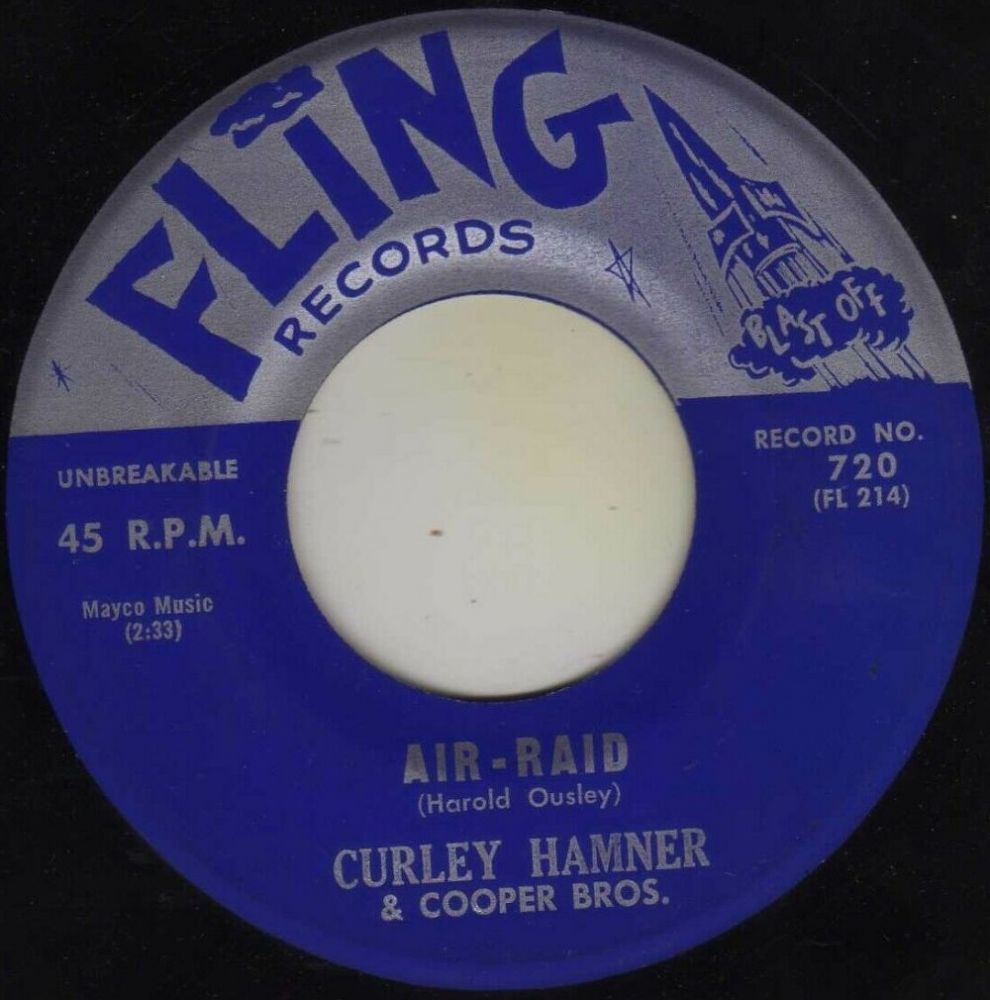 FLiNG
RECORDS
BLAST OFF
UNBREAKABLE
45 R.P.M.
Mayco Music
(2:33)
RECORD NO.
720
(FL 214)
AIR-RAID
(Harold Ousley)
CURLEY HAMNER
& COOPER BROS.